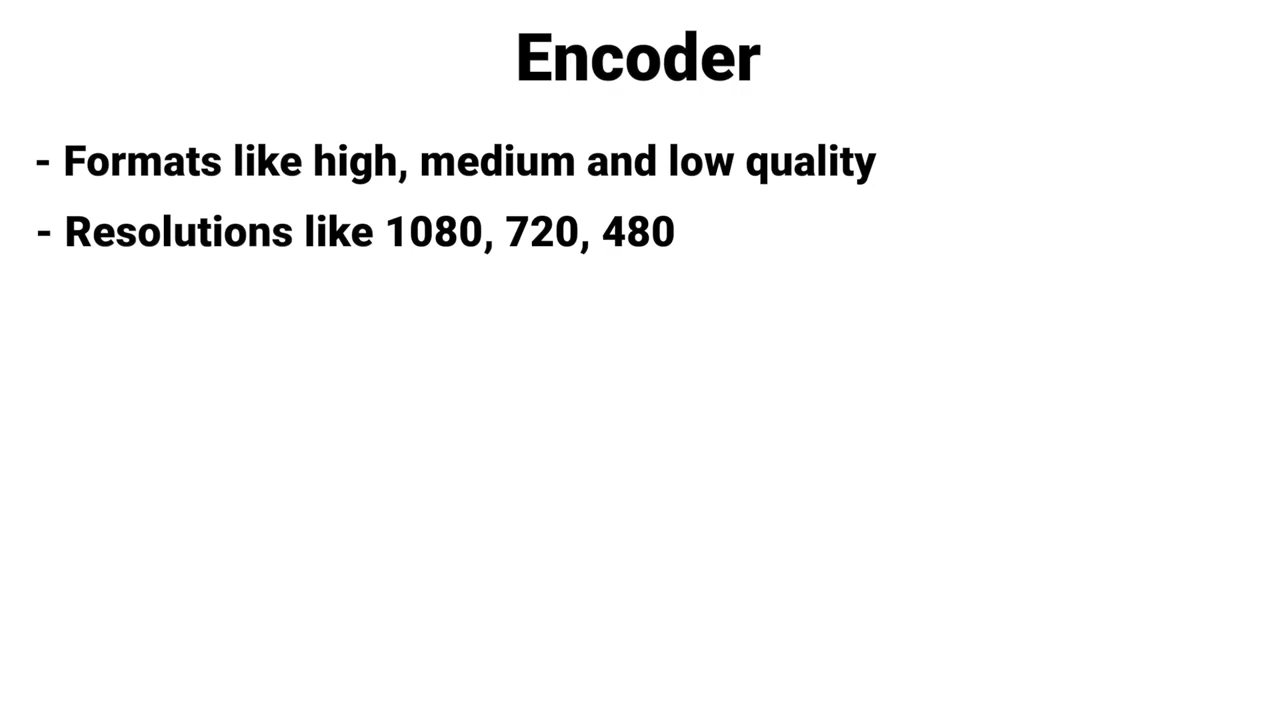 Encoder
- Formats like high, medium and low quality
- Resolutions like 1080, 720, 480